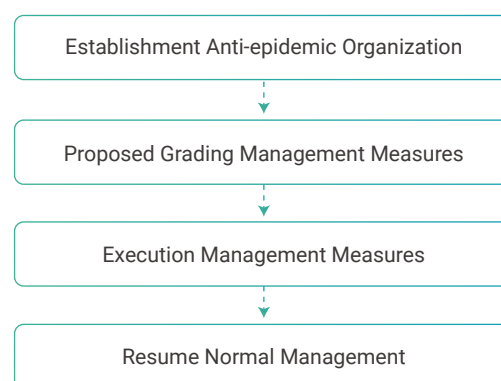 Establishment Anti-epidemic Organization
Proposed Grading Management Measures
Execution Management Measures
Resume Normal Management